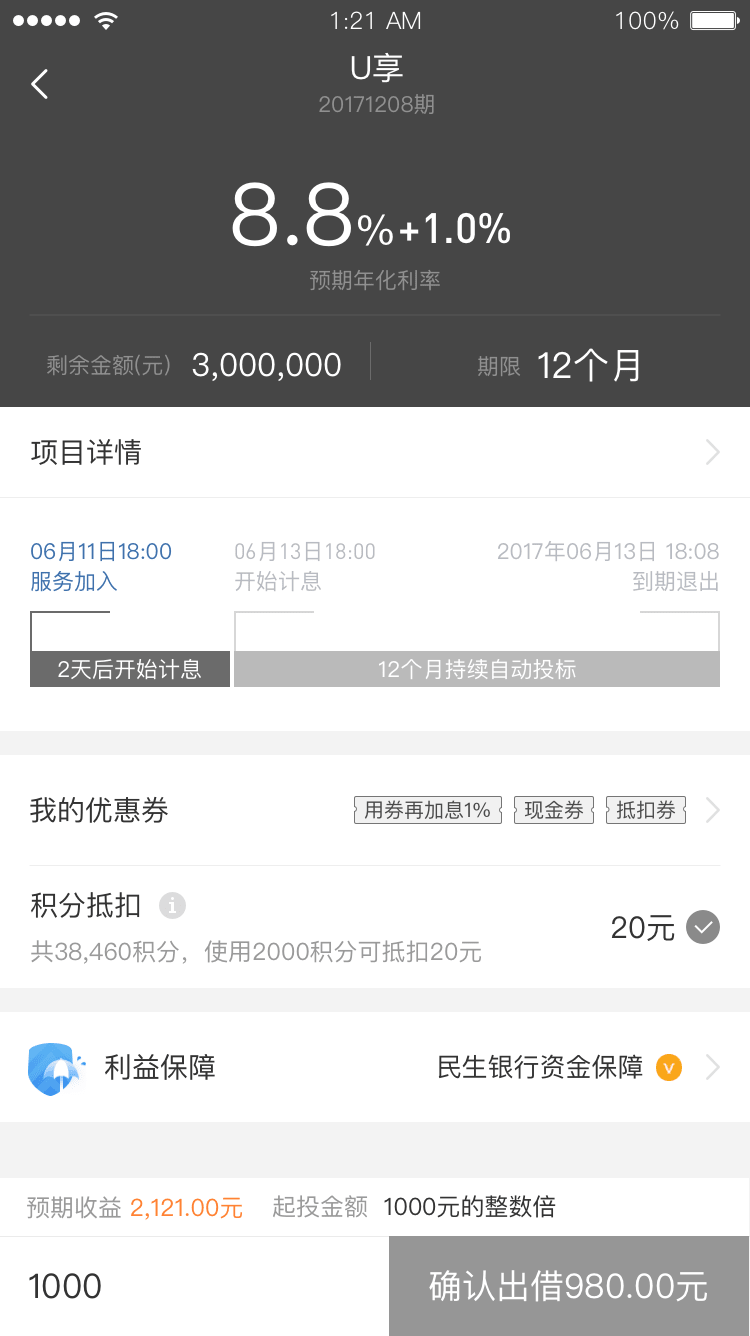 1:21 AM 100%
U享
20171208期
8.8%+1.0%
预期年化利率
剩余金额(元) 3,000,000 期限 12个月
项目详情
06月11日18:00 06月13日18:00 2017年06月13日 18:08
服务加入 开始计息 到期退出
2天后开始计息 12个月持续自动投标
我的优惠券 用券再加息1% 现金券 抵扣券
积分抵扣 i
20元
共38,460积分，使用2000积分可抵扣20元
利益保障 民生银行资金保障 V
预期收益 2,121.00元 起投金额 1000元的整数倍
1000 确认出借980.00元